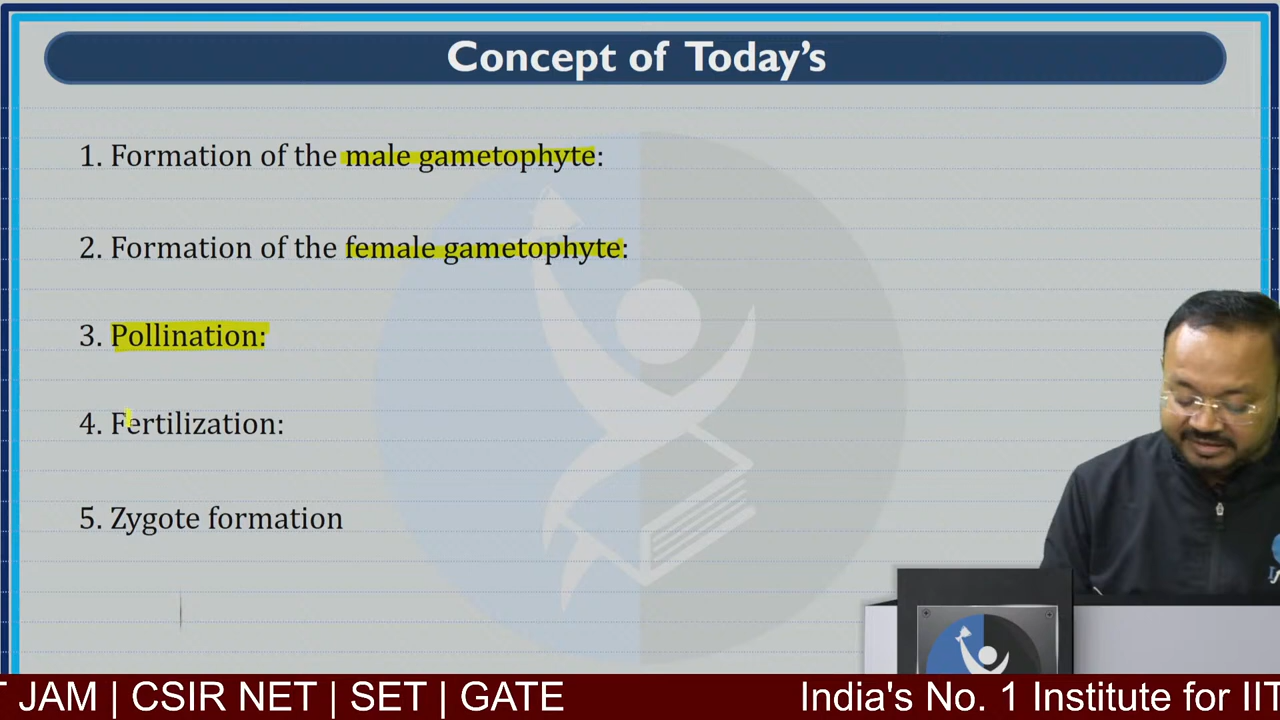 Concept of Today's
1. Formation of the male gametophyte:
2. Formation of the female gametophyte:
3. Pollination:
4. Fertilization:
5. Zygote formation
JAM | CSIR NET | SET | GATE
India's No. 1 Institute for